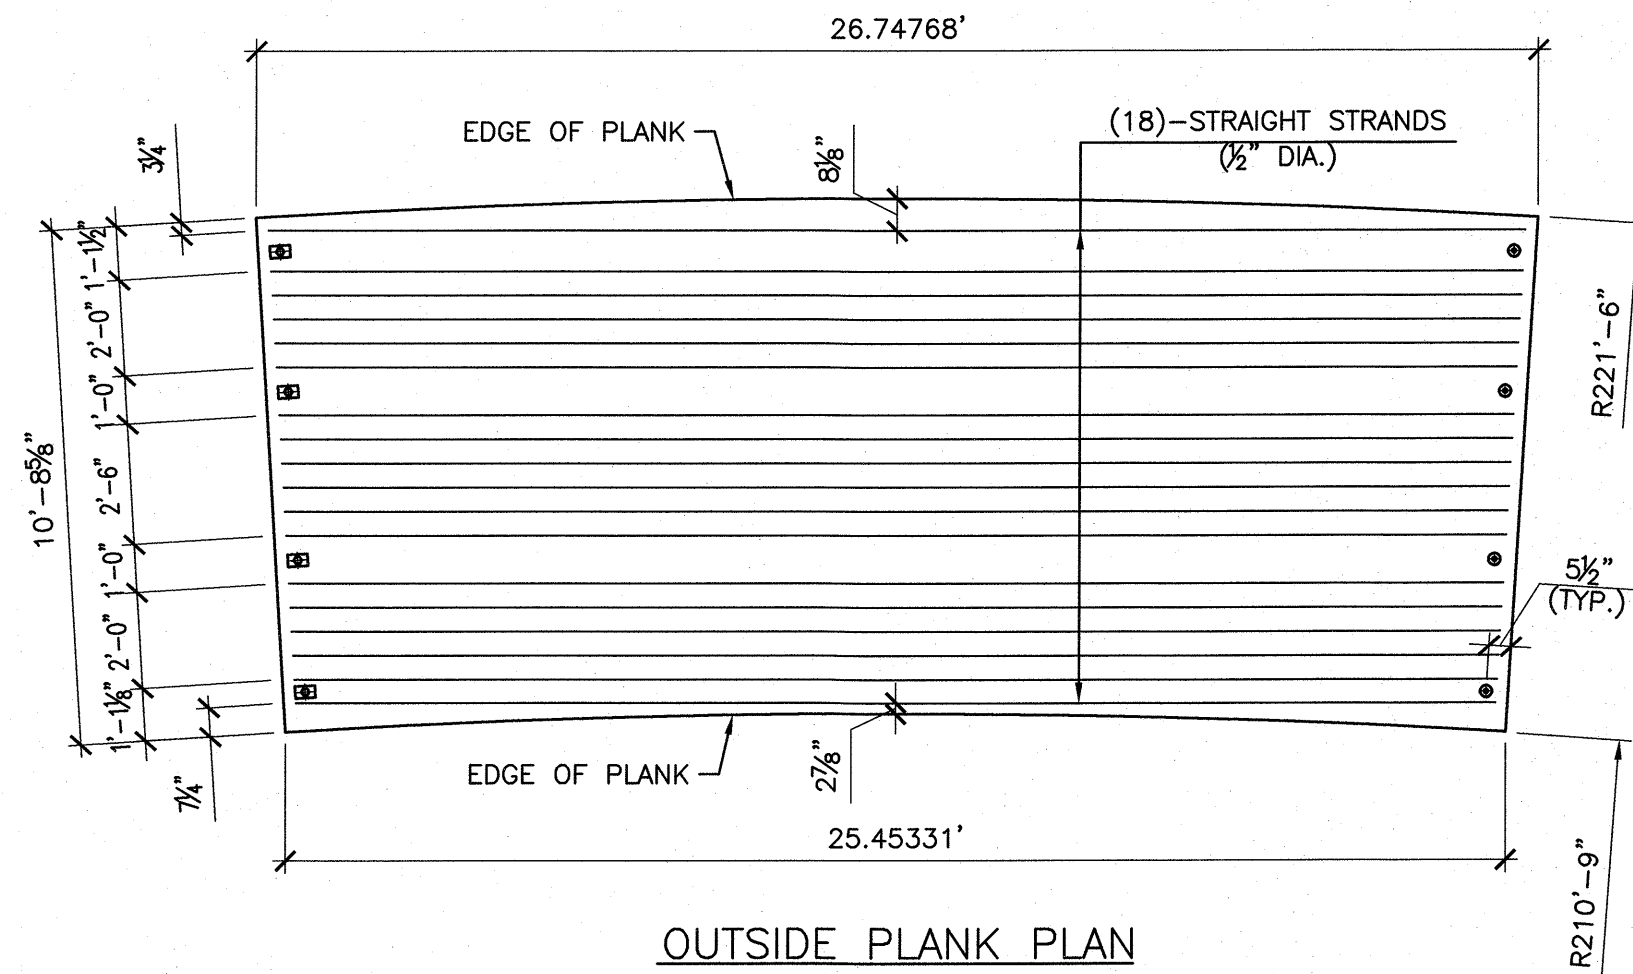 26.74768'
EDGE OF PLANK
8⅛"
(18)-STRAIGHT STRANDS
(½" DIA.)
3¼"
1'-1½"
2'-0"
1'-0"
2'-6"
1'-0"
2'-0"
1'-1⅛"
10'-8⅝"
7¼"
R221'-6"
5½"
(TYP.)
EDGE OF PLANK
2⅞"
25.45331'
R210'-9"
OUTSIDE PLANK PLAN